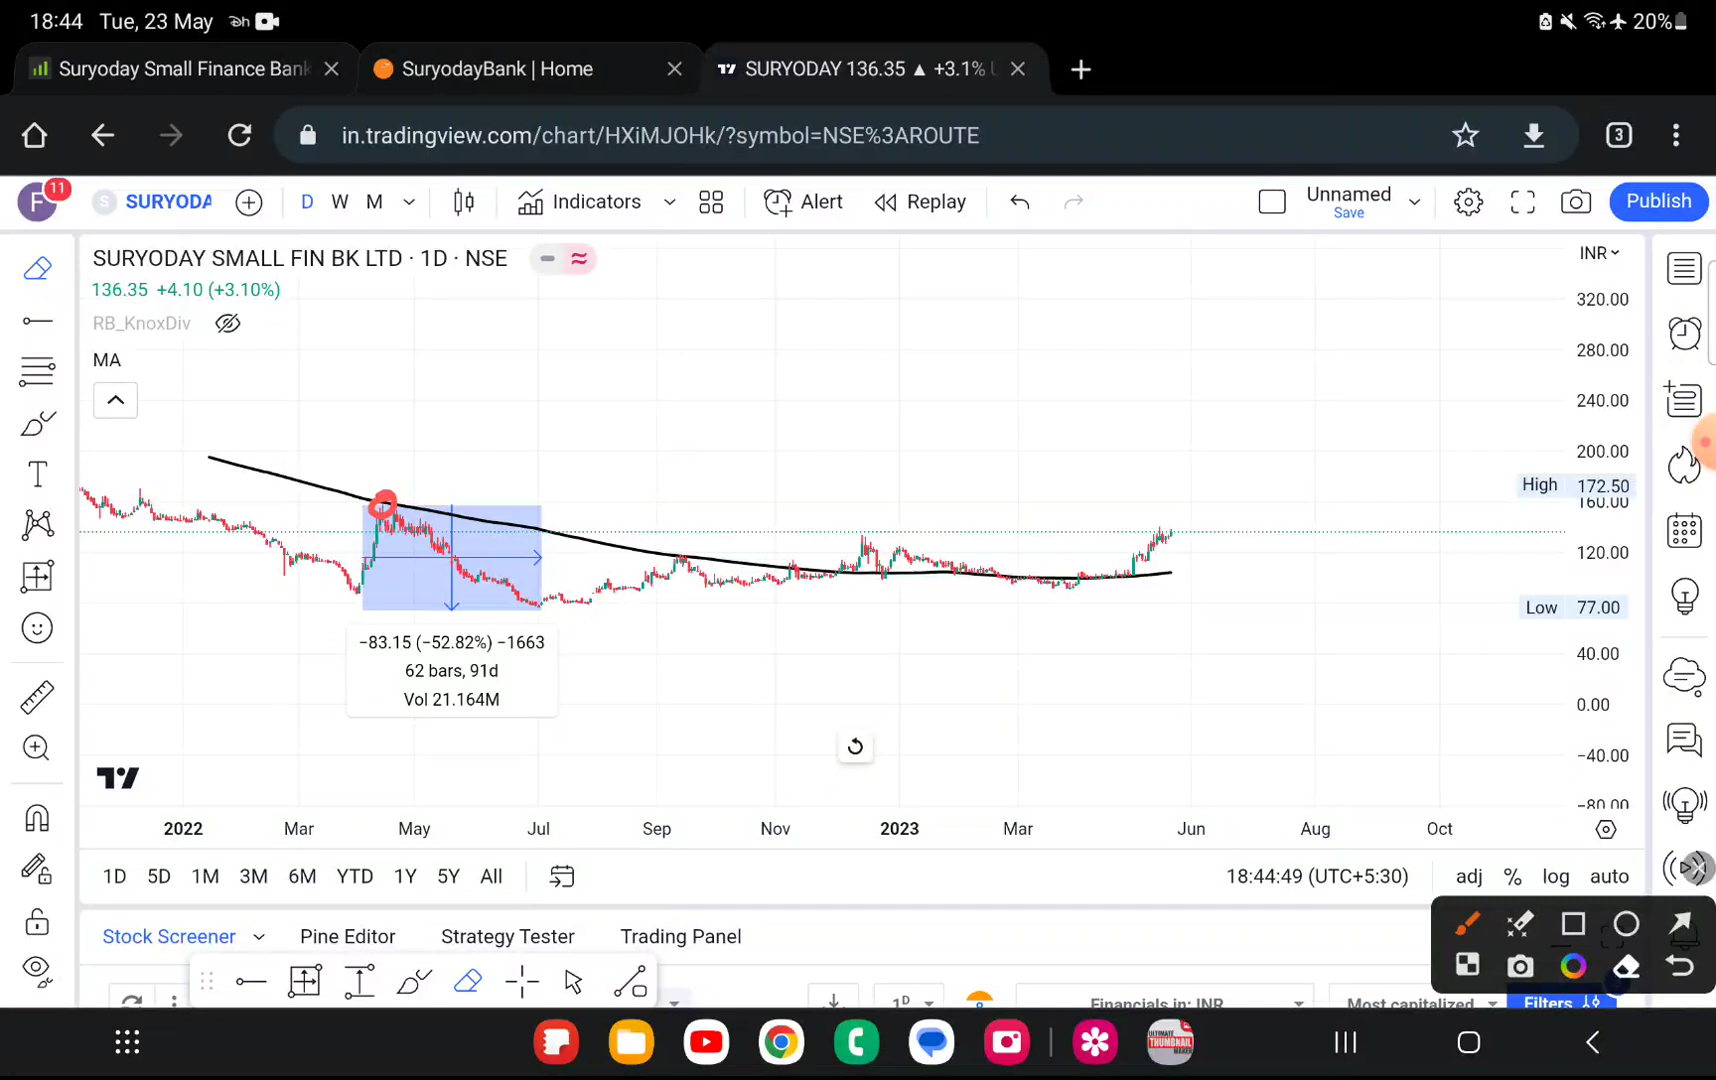 18:44 Tue, 23 May
20%
Suryoday Small Finance Bank
SuryodayBank | Home
SURYODAY 136.35 ▲ +3.1%
in.tradingview.com/chart/HXiMJOHk/?symbol=NSE%3AROUTE
3
F
11
S
SURYODA
D
W
M
Indicators
Alert
Replay
Unnamed
Save
Publish
SURYODAY SMALL FIN BK LTD · 1D · NSE
INR
136.35 +4.10 (+3.10%)
RB_KnoxDiv
MA
320.00
280.00
240.00
200.00
High 172.50
160.00
120.00
Low 77.00
40.00
0.00
−40.00
−80.00
−83.15 (−52.82%) −1663
62 bars, 91d
Vol 21.164M
2022
Mar
May
Jul
Sep
Nov
2023
Mar
Jun
Aug
Oct
1D
5D
1M
3M
6M
YTD
1Y
5Y
All
18:44:49 (UTC+5:30)
adj
%
log
auto
Stock Screener
Pine Editor
Strategy Tester
Trading Panel
1D
Financials in: INR
Most capitalized
Filters
ULTIMATE
THUMBNAIL
MAKER